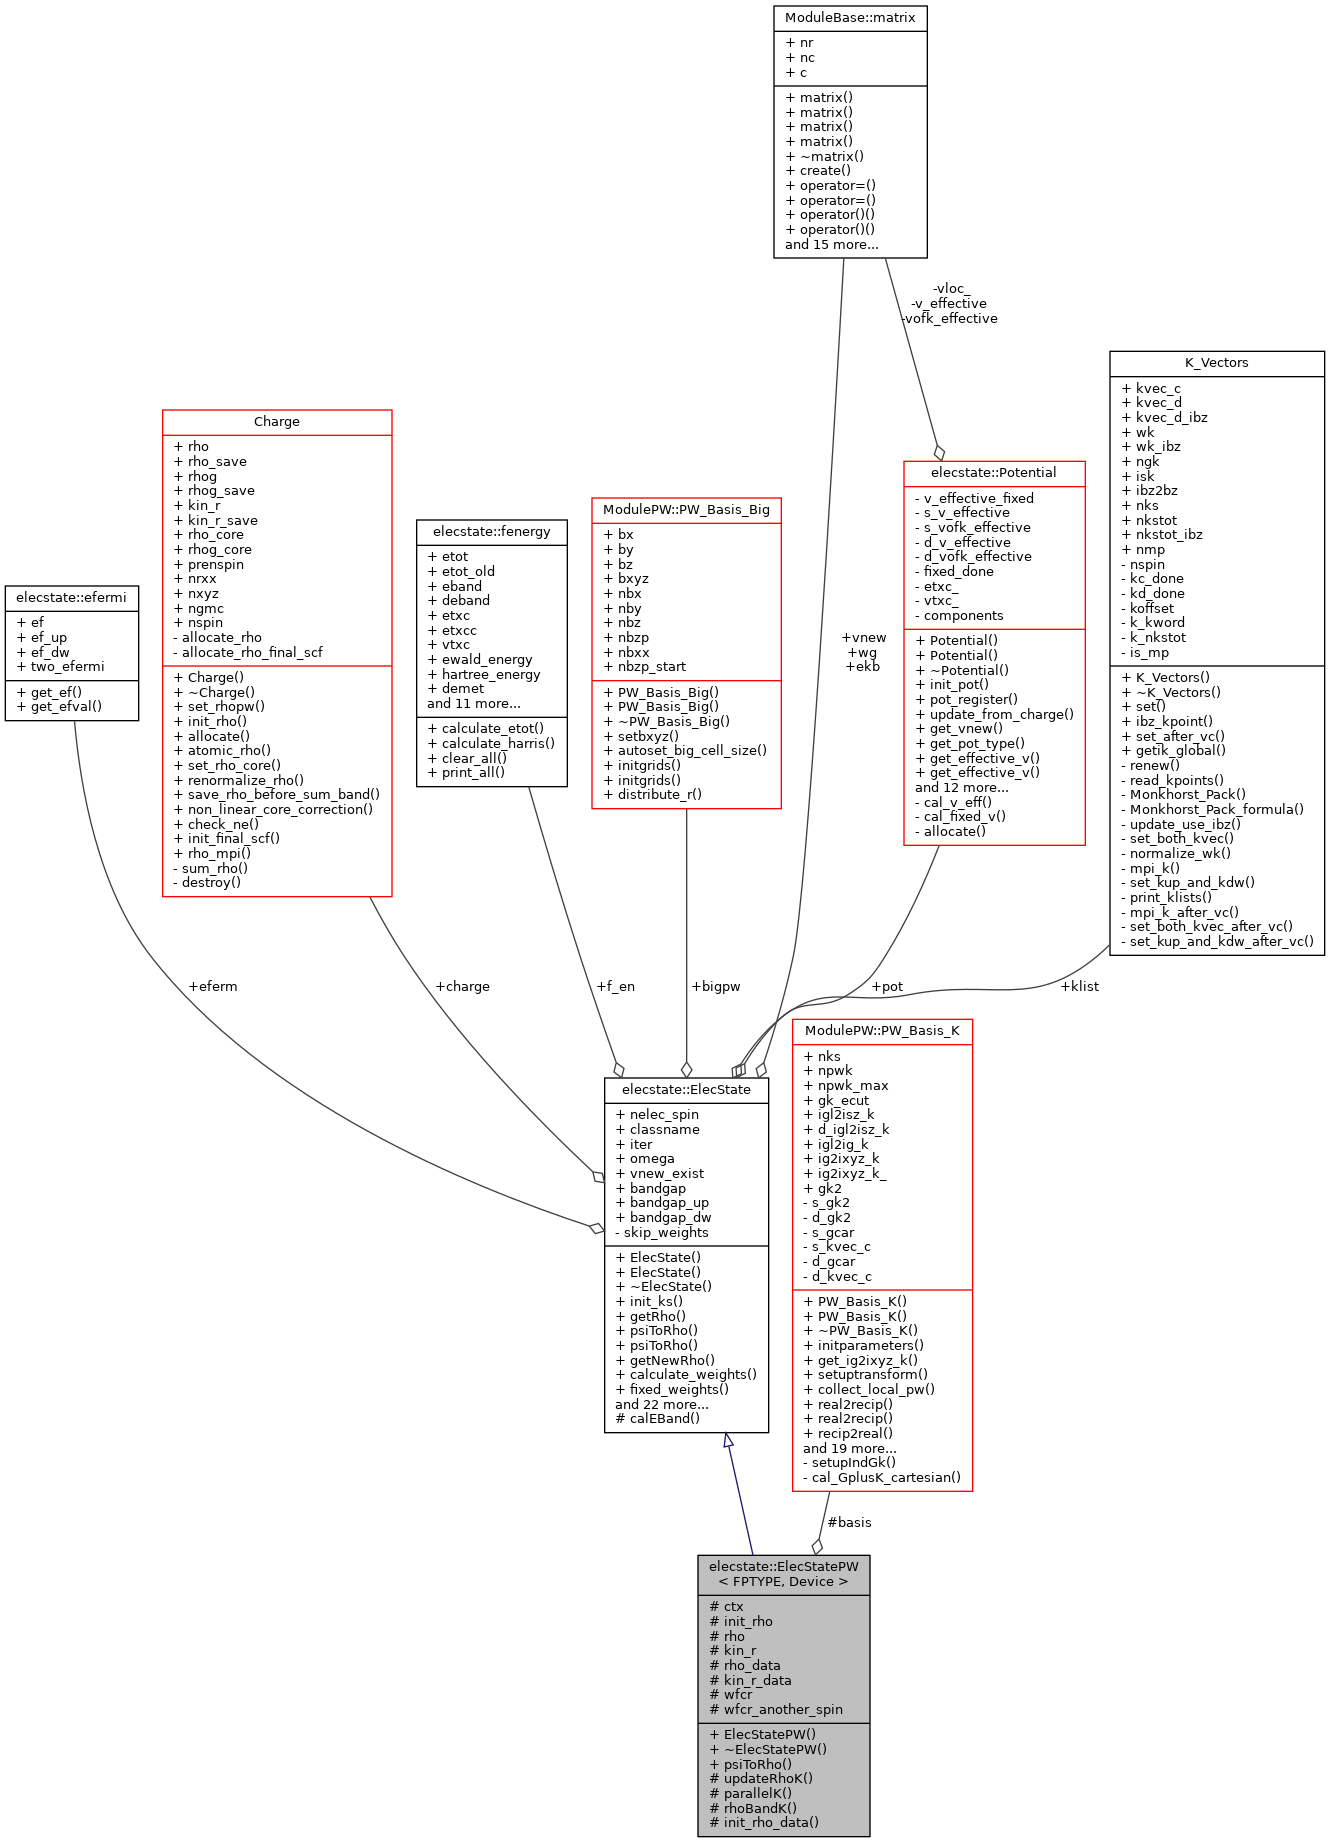 ModuleBase::matrix
+ nr
+ nc
+ c
+ matrix()
+ matrix()
+ matrix()
+ matrix()
+ ~matrix()
+ create()
+ operator=()
+ operator=()
+ operator()()
+ operator()()
and 15 more...
-vloc_
-v_effective
-vofk_effective
K_Vectors
+ kvec_c
+ kvec_d
+ kvec_d_ibz
+ wk
+ wk_ibz
+ ngk
+ isk
+ ibz2bz
+ nks
+ nkstot
+ nkstot_ibz
+ nmp
- nspin
- kc_done
- kd_done
- koffset
- k_kword
- k_nkstot
- is_mp
+ K_Vectors()
+ ~K_Vectors()
+ set()
+ ibz_kpoint()
+ set_after_vc()
+ getik_global()
- renew()
- read_kpoints()
- Monkhorst_Pack()
- Monkhorst_Pack_formula()
- update_use_ibz()
- set_both_kvec()
- normalize_wk()
- mpi_k()
- set_kup_and_kdw()
- print_klists()
- mpi_k_after_vc()
- set_both_kvec_after_vc()
- set_kup_and_kdw_after_vc()
Charge
+ rho
+ rho_save
+ rhog
+ rhog_save
+ kin_r
+ kin_r_save
+ rho_core
+ rhog_core
+ prenspin
+ nrxx
+ nxyz
+ ngmc
+ nspin
- allocate_rho
- allocate_rho_final_scf
+ Charge()
+ ~Charge()
+ set_rhopw()
+ init_rho()
+ allocate()
+ atomic_rho()
+ set_rho_core()
+ renormalize_rho()
+ save_rho_before_sum_band()
+ non_linear_core_correction()
+ check_ne()
+ init_final_scf()
+ rho_mpi()
- sum_rho()
- destroy()
elecstate::Potential
- v_effective_fixed
- s_v_effective
- s_vofk_effective
- d_v_effective
- d_vofk_effective
- fixed_done
- etxc_
- vtxc_
- components
+ Potential()
+ Potential()
+ ~Potential()
+ init_pot()
+ pot_register()
+ update_from_charge()
+ get_vnew()
+ get_pot_type()
+ get_effective_v()
+ get_effective_v()
and 12 more...
- cal_v_eff()
- cal_fixed_v()
- allocate()
ModulePW::PW_Basis_Big
+ bx
+ by
+ bz
+ bxyz
+ nbx
+ nby
+ nbz
+ nbzp
+ nbxx
+ nbzp_start
+ PW_Basis_Big()
+ PW_Basis_Big()
+ ~PW_Basis_Big()
+ setbxyz()
+ autoset_big_cell_size()
+ initgrids()
+ initgrids()
+ distribute_r()
elecstate::fenergy
+ etot
+ etot_old
+ eband
+ deband
+ etxc
+ etxcc
+ vtxc
+ ewald_energy
+ hartree_energy
+ demet
and 11 more...
+ calculate_etot()
+ calculate_harris()
+ clear_all()
+ print_all()
elecstate::efermi
+ ef
+ ef_up
+ ef_dw
+ two_efermi
+ get_ef()
+ get_efval()
+vnew
+wg
+ekb
+eferm
+charge
+f_en
+bigpw
+pot
+klist
ModulePW::PW_Basis_K
+ nks
+ npwk
+ npwk_max
+ gk_ecut
+ igl2isz_k
+ d_igl2isz_k
+ igl2ig_k
+ ig2ixyz_k
+ ig2ixyz_k_
+ gk2
- s_gk2
- d_gk2
- s_gcar
- s_kvec_c
- d_gcar
- d_kvec_c
+ PW_Basis_K()
+ PW_Basis_K()
+ ~PW_Basis_K()
+ initparameters()
+ get_ig2ixyz_k()
+ setuptransform()
+ collect_local_pw()
+ real2recip()
+ real2recip()
+ recip2real()
and 19 more...
- setupIndGk()
- cal_GplusK_cartesian()
elecstate::ElecState
+ nelec_spin
+ classname
+ iter
+ omega
+ vnew_exist
+ bandgap
+ bandgap_up
+ bandgap_dw
- skip_weights
+ ElecState()
+ ElecState()
+ ~ElecState()
+ init_ks()
+ getRho()
+ psiToRho()
+ psiToRho()
+ getNewRho()
+ calculate_weights()
+ fixed_weights()
and 22 more...
# calEBand()
#basis
elecstate::ElecStatePW
< FPTYPE, Device >
# ctx
# init_rho
# rho
# kin_r
# rho_data
# kin_r_data
# wfcr
# wfcr_another_spin
+ ElecStatePW()
+ ~ElecStatePW()
+ psiToRho()
# updateRhoK()
# parallelK()
# rhoBandK()
# init_rho_data()